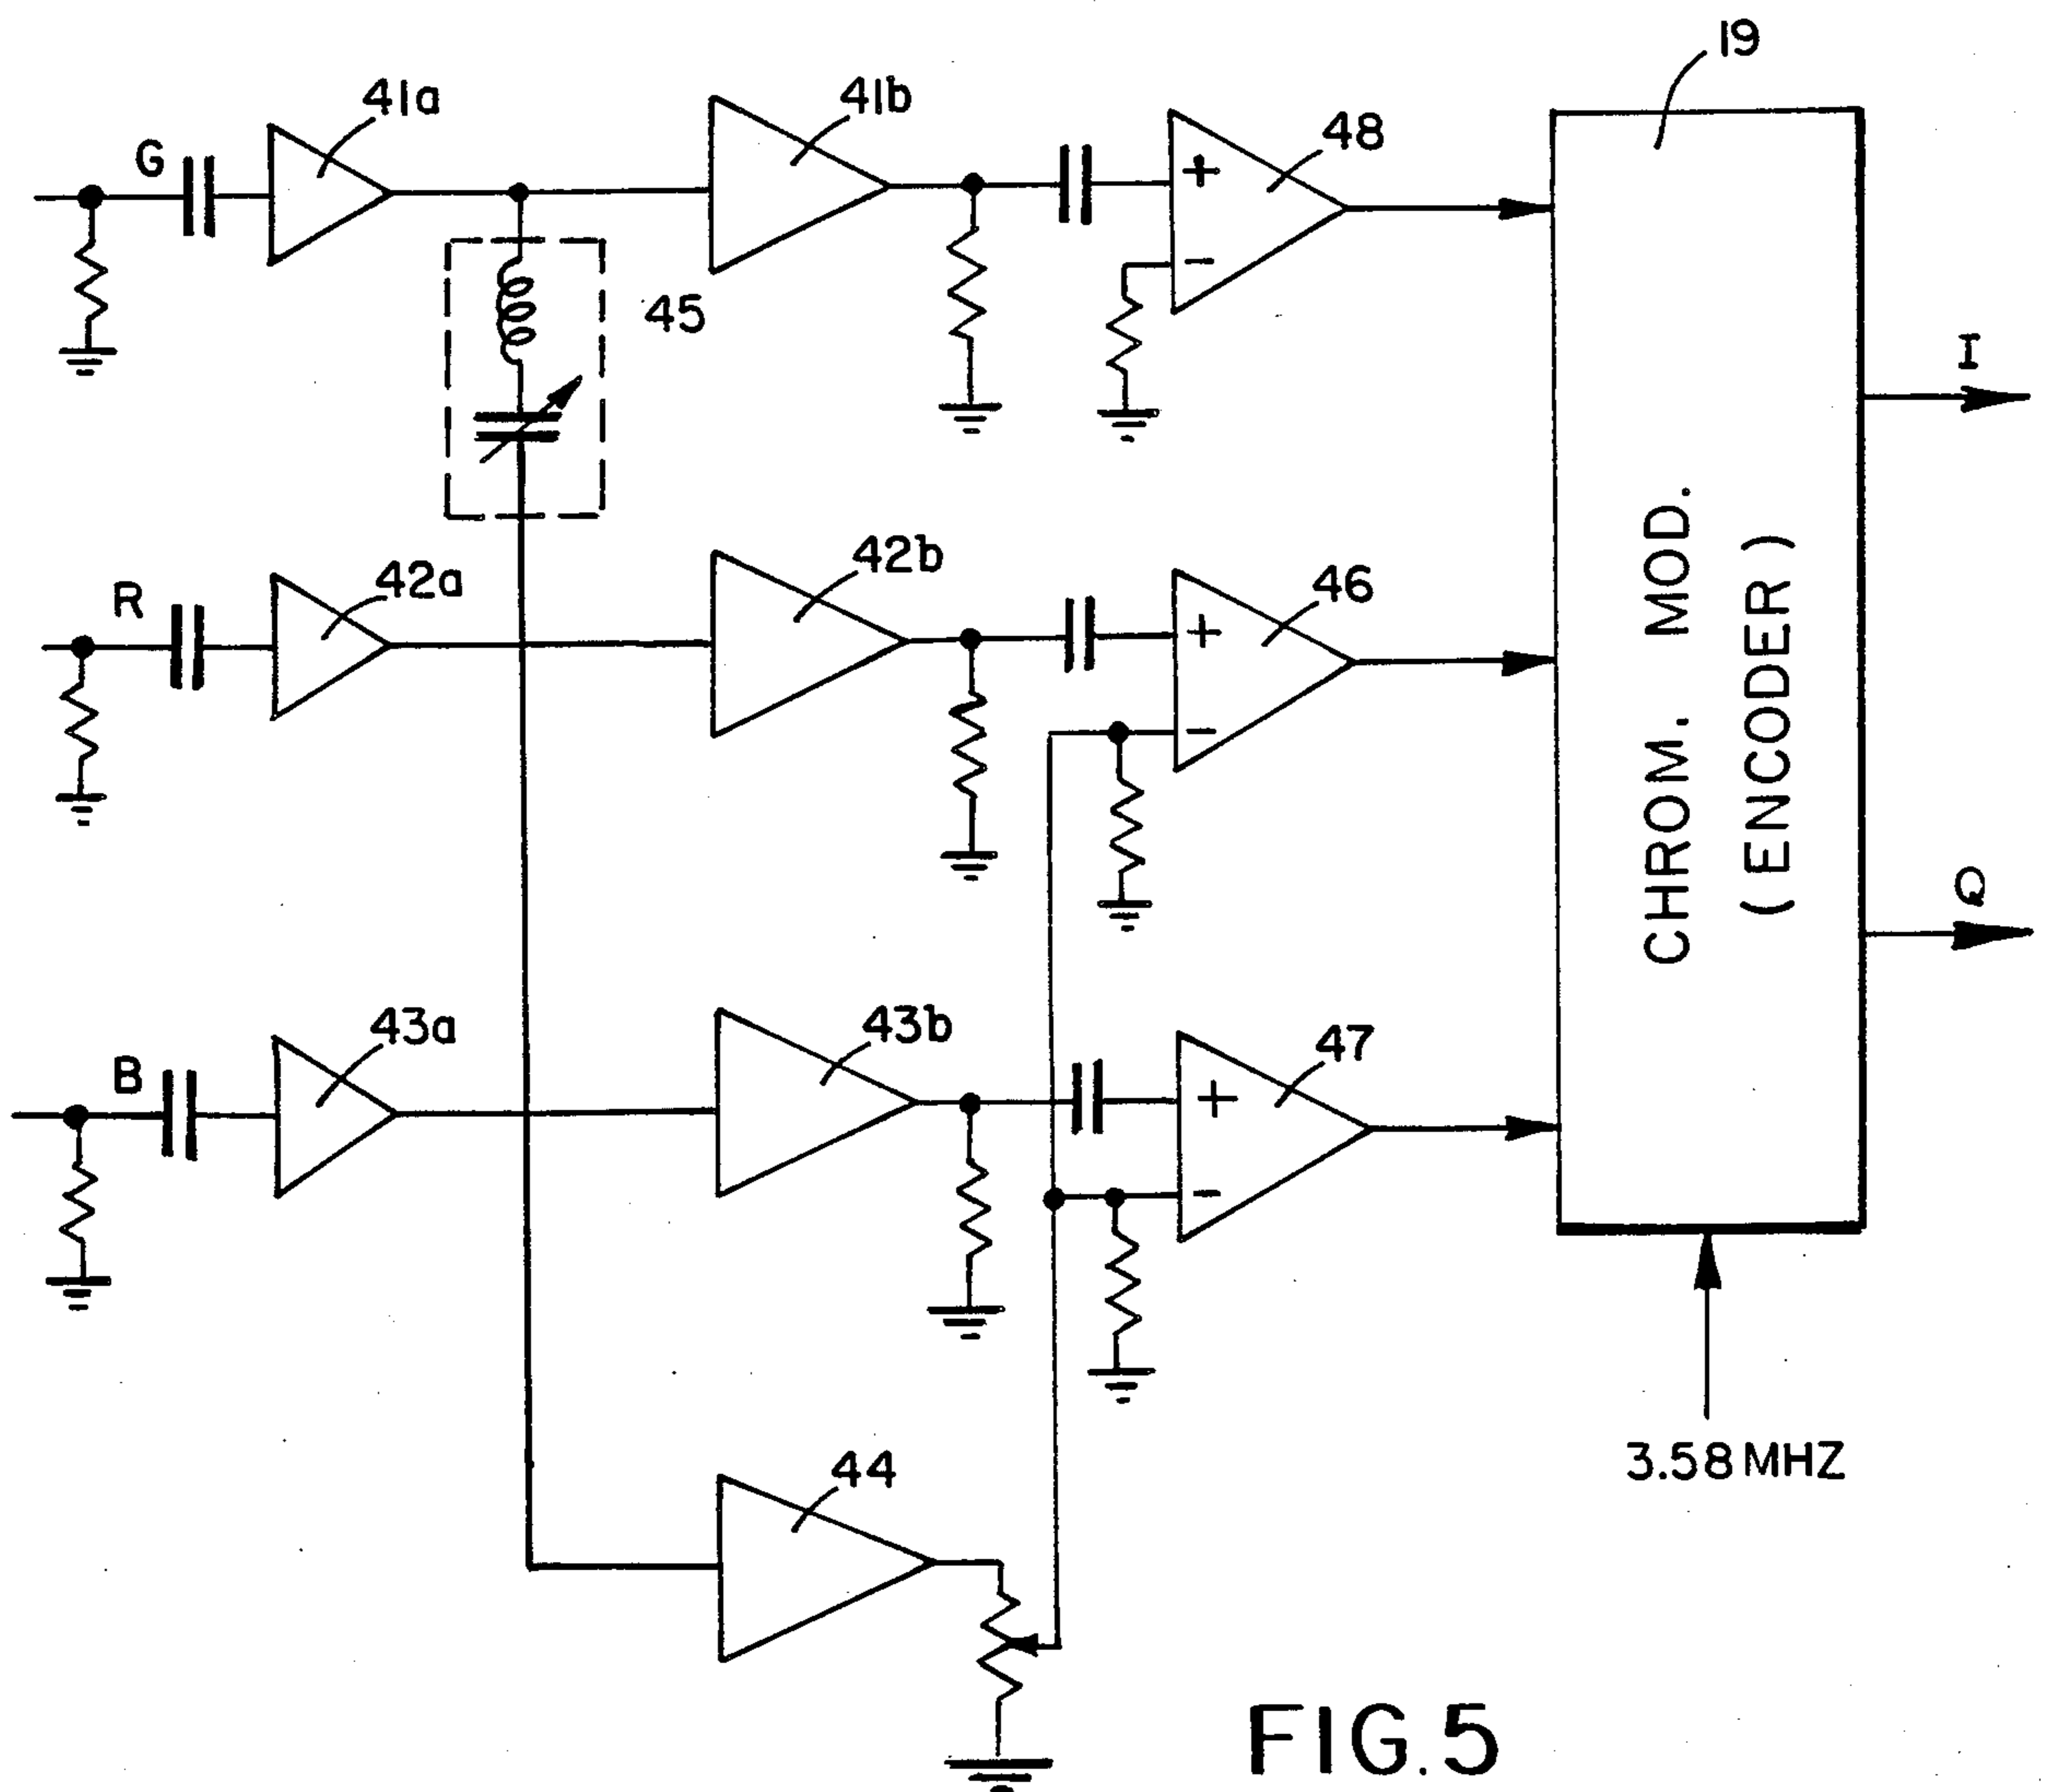 19
41a
41b
48
G
+
-
45
I
42a
42b
46
R
+
-
CHROM. MOD.
(ENCODER)
Q
43a
43b
47
B
+
-
44
3.58 MHZ
FIG.5